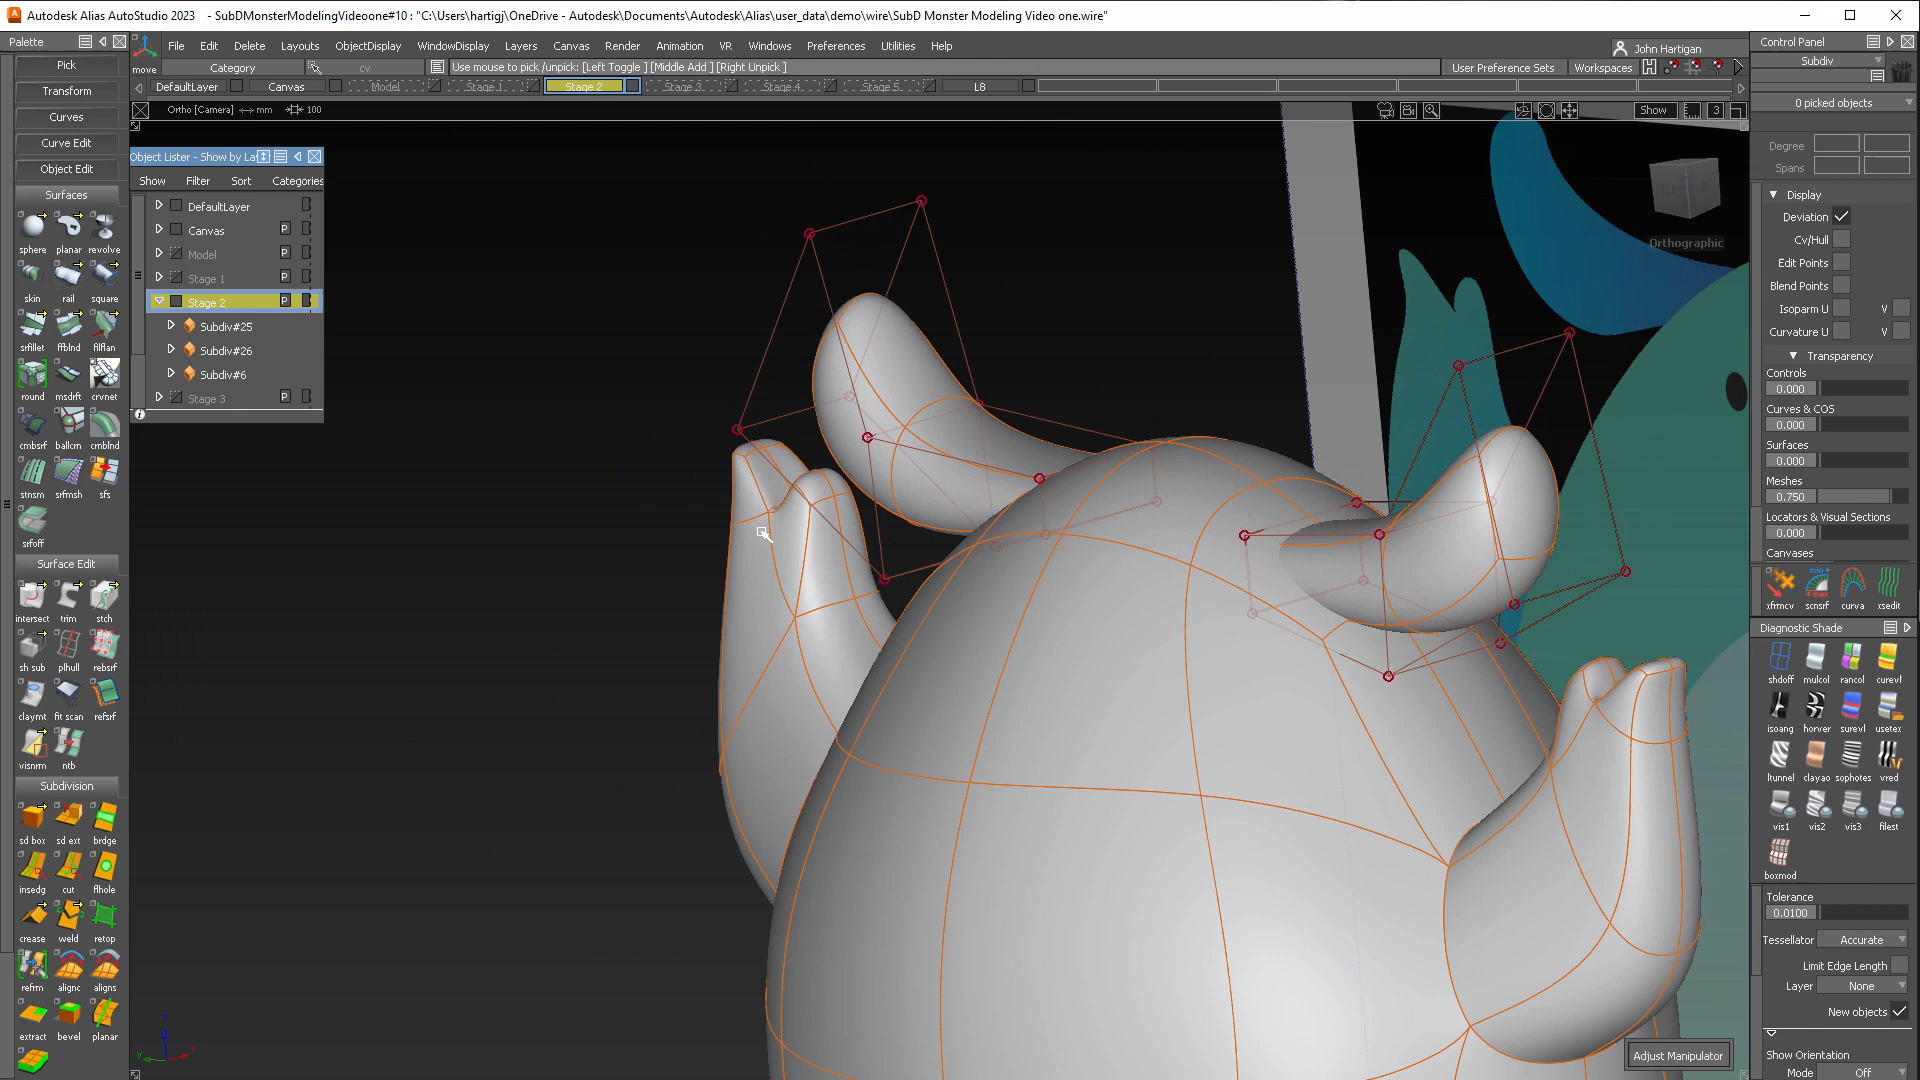 Autodesk Alias AutoStudio 2023 - SubDMonsterModelingVideoone#10 : "C:\Users\hartigj\OneDrive - Autodesk\Documents\Autodesk\Alias\user_data\demo\wire\SubD Monster Modeling Video one.wire"
Palette
File Edit Delete Layouts ObjectDisplay WindowDisplay Layers Canvas Render Animation VR Windows Preferences Utilities Help
John Hartigan
Control Panel
move
Category
cv
Use mouse to pick /unpick: [Left Toggle ] [Middle Add ] [Right Unpick ]
User Preference Sets
Workspaces
Subdiv
DefaultLayer
Canvas
Model
Stage 1
Stage 2
Stage 3
Stage 4
Stage 5
L8
Ortho [Camera] mm 100
Show
3
0 picked objects
Pick
Transform
Curves
Curve Edit
Object Edit
Surfaces
sphere planar revolve
skin rail square
srfillet ffblnd filflan
round msdrft crvnet
cmbsrf ballcrn cmblnd
stnsm srfmsh sfs
srfoff
Surface Edit
intersect trim stch
sh sub plhull rebsrf
claymt fit scan refsrf
visnrm ntb
Subdivision
sd box sd ext brdge
insedg cut flhole
crease weld retop
refrm alignc aligns
extract bevel planar
Object Lister - Show by La
Show Filter Sort Categories
DefaultLayer
Canvas P
Model P
Stage 1 P
Stage 2 P
Subdiv#25
Subdiv#26
Subdiv#6
Stage 3 P
Orthographic
z
y
x
Adjust Manipulator
Degree
Spans
Display
Deviation
Cv/Hull
Edit Points
Blend Points
Isoparm U V
Curvature U V
Transparency
Controls
0.000
Curves & COS
0.000
Surfaces
0.000
Meshes
0.750
Locators & Visual Sections
0.000
Canvases
xfrmcv scnsrf curva xsedit
Diagnostic Shade
shdoff mulcol rancol curevl
isoang horver surevl usetex
ltunnel clayao sophotes vred
vis1 vis2 vis3 filest
boxmod
Tolerance
0.0100
Tessellator Accurate
Limit Edge Length
Layer None
New objects
Show Orientation
Mode Off